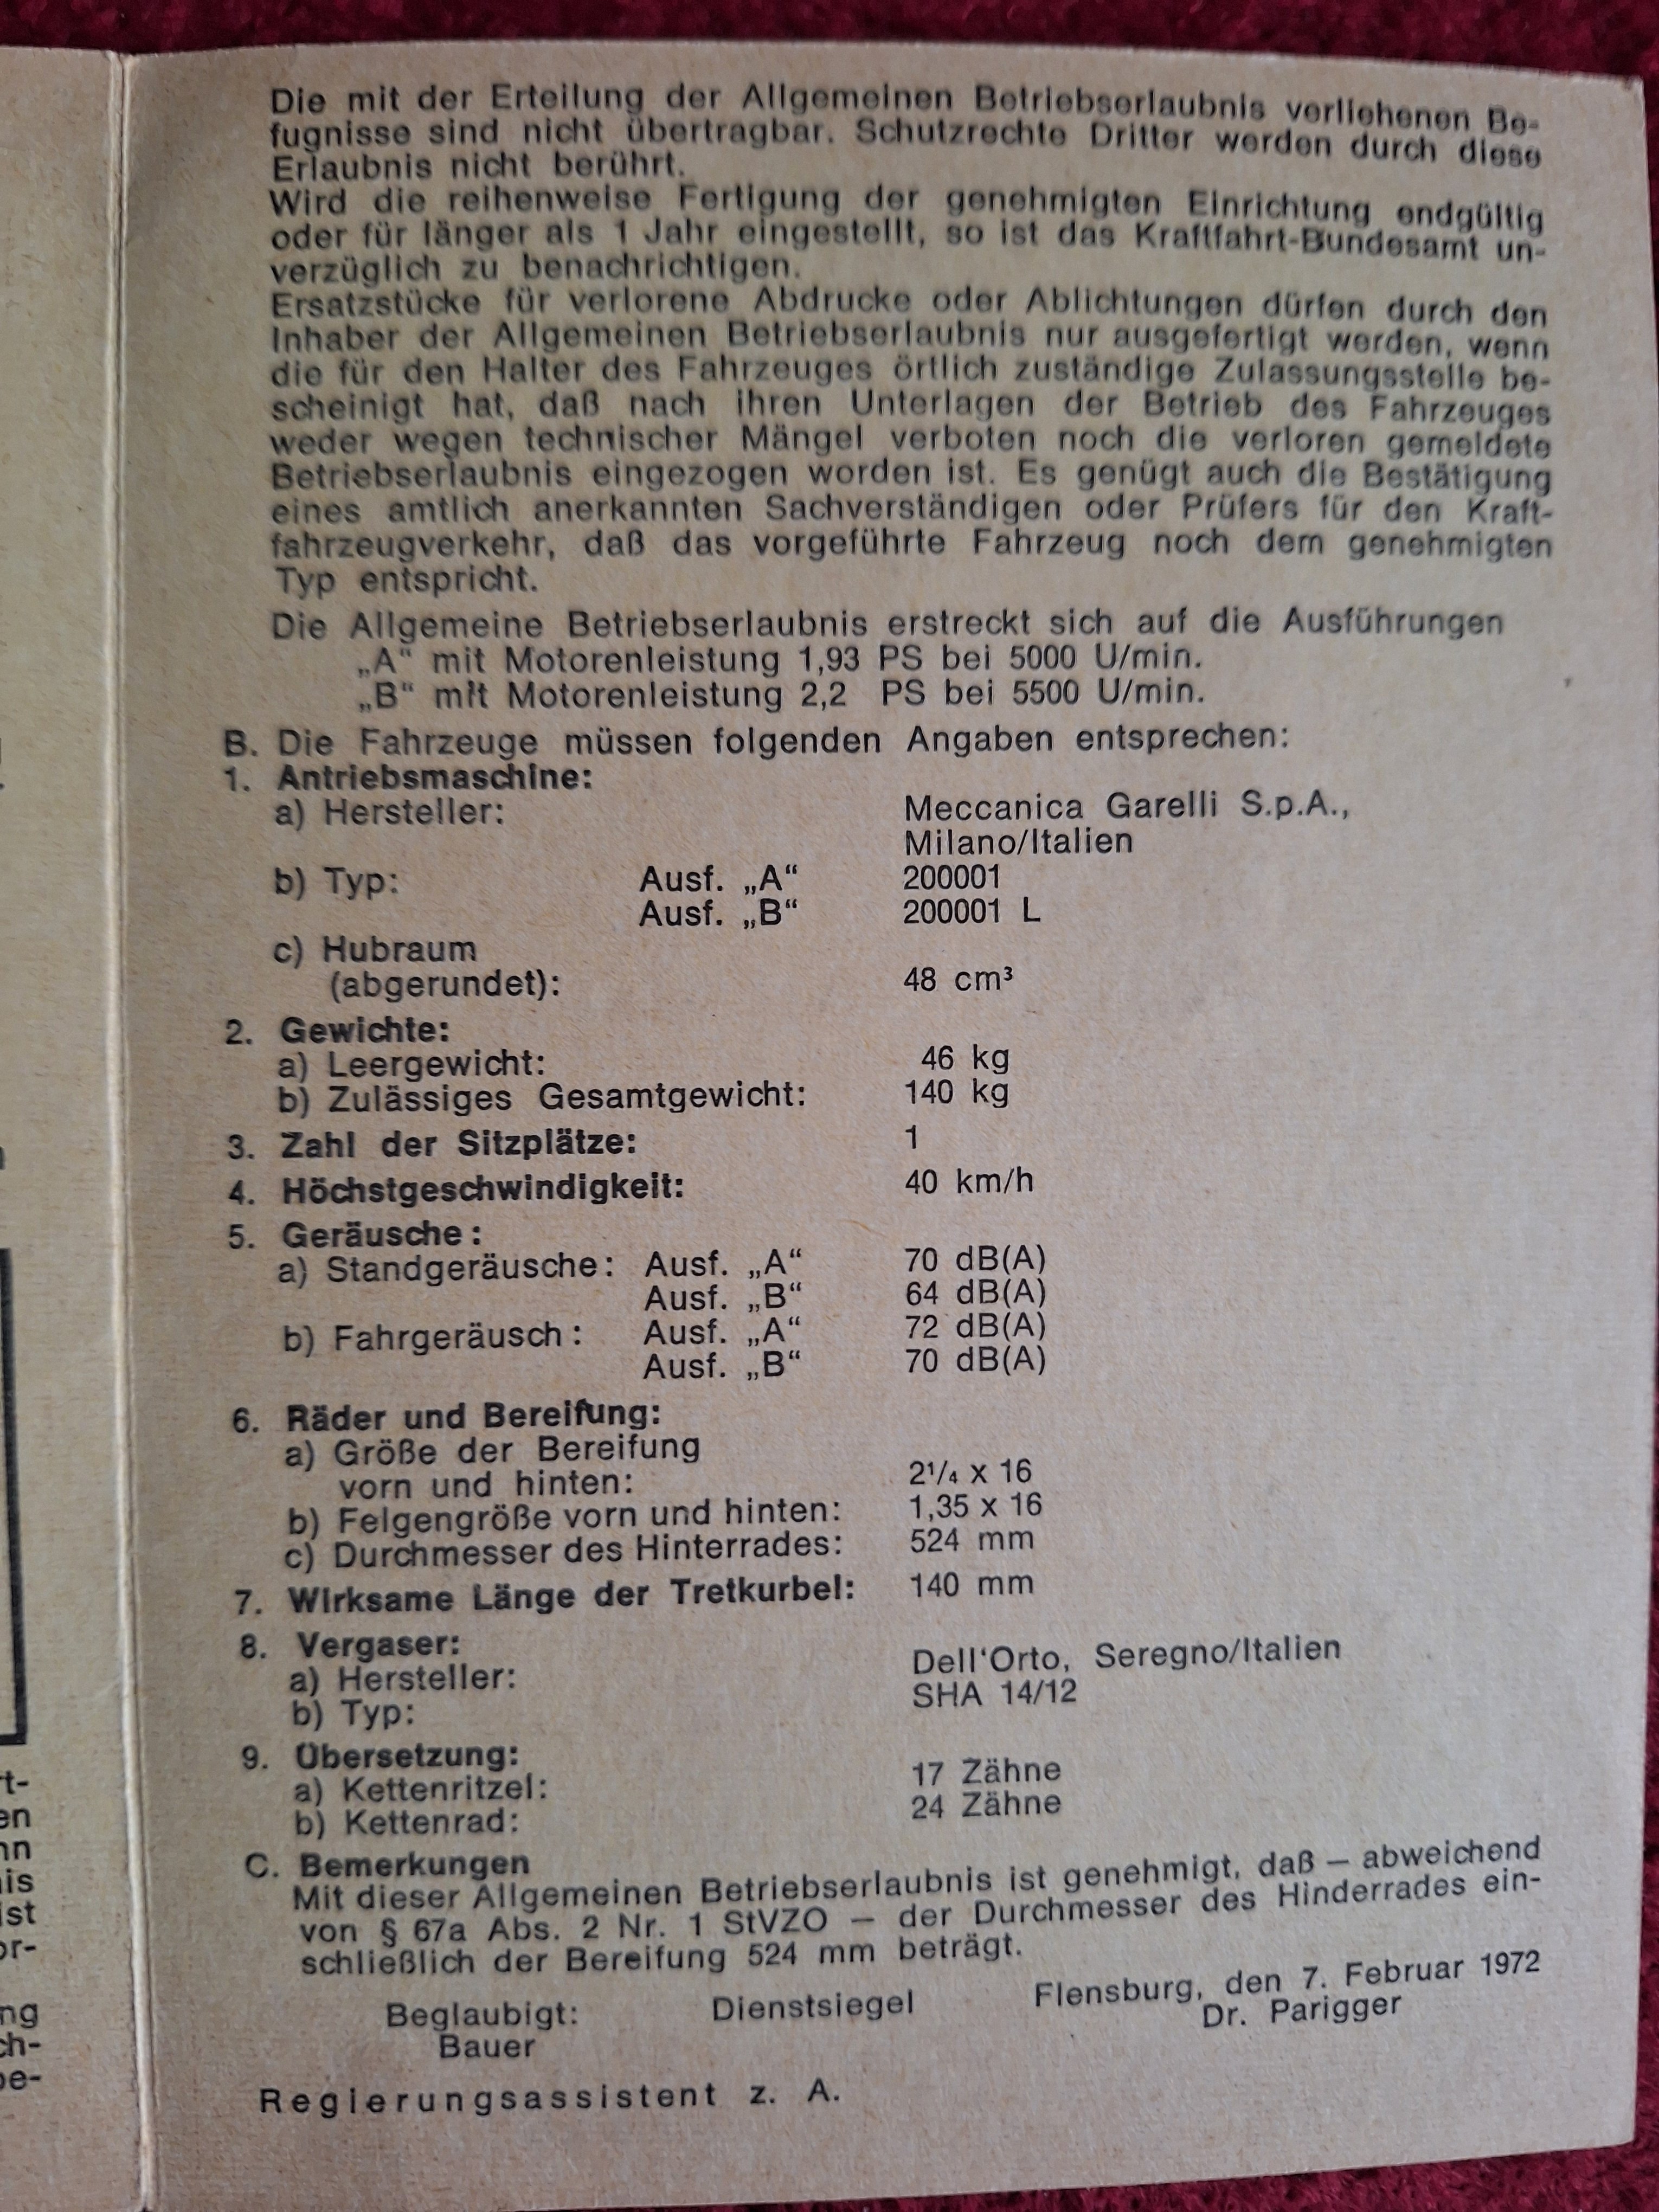 Die mit der Erteilung der Allgemeinen Betriebserlaubnis verliehenen Be-
fugnisse sind nicht übertragbar. Schutzrechte Dritter werden durch diese
Erlaubnis nicht berührt.
Wird die reihenweise Fertigung der genehmigten Einrichtung endgültig
oder für länger als 1 Jahr eingestellt, so ist das Kraftfahrt-Bundesamt un-
verzüglich zu benachrichtigen.
Ersatzstücke für verlorene Abdrucke oder Ablichtungen dürfen durch den
Inhaber der Allgemeinen Betriebserlaubnis nur ausgefertigt werden, wenn
die für den Halter des Fahrzeuges örtlich zuständige Zulassungsstelle be-
scheinigt hat, daß nach ihren Unterlagen der Betrieb des Fahrzeuges
weder wegen technischer Mängel verboten noch die verloren gemeldete
Betriebserlaubnis eingezogen worden ist. Es genügt auch die Bestätigung
eines amtlich anerkannten Sachverständigen oder Prüfers für den Kraft-
fahrzeugverkehr, daß das vorgeführte Fahrzeug noch dem genehmigten
Typ entspricht.
Die Allgemeine Betriebserlaubnis erstreckt sich auf die Ausführungen
„A“ mit Motorenleistung 1,93 PS bei 5000 U/min.
„B“ mit Motorenleistung 2,2 PS bei 5500 U/min.
B. Die Fahrzeuge müssen folgenden Angaben entsprechen:
1. Antriebsmaschine:
a) Hersteller: Meccanica Garelli S.p.A.,
Milano/Italien
b) Typ: Ausf. „A“ 200001
Ausf. „B“ 200001 L
c) Hubraum
(abgerundet): 48 cm³
2. Gewichte:
a) Leergewicht: 46 kg
b) Zulässiges Gesamtgewicht: 140 kg
3. Zahl der Sitzplätze: 1
4. Höchstgeschwindigkeit: 40 km/h
5. Geräusche:
a) Standgeräusche: Ausf. „A“ 70 dB(A)
Ausf. „B“ 64 dB(A)
b) Fahrgeräusch: Ausf. „A“ 72 dB(A)
Ausf. „B“ 70 dB(A)
6. Räder und Bereifung:
a) Größe der Bereifung
vorn und hinten: 2¹/₄ x 16
b) Felgengröße vorn und hinten: 1,35 x 16
c) Durchmesser des Hinterrades: 524 mm
7. Wirksame Länge der Tretkurbel: 140 mm
8. Vergaser:
a) Hersteller: Dell'Orto, Seregno/Italien
b) Typ: SHA 14/12
9. Übersetzung:
a) Kettenritzel: 17 Zähne
b) Kettenrad: 24 Zähne
C. Bemerkungen
Mit dieser Allgemeinen Betriebserlaubnis ist genehmigt, daß – abweichend
von § 67a Abs. 2 Nr. 1 StVZO – der Durchmesser des Hinderrades ein-
schließlich der Bereifung 524 mm beträgt.
Flensburg, den 7. Februar 1972
Beglaubigt: Dienstsiegel Dr. Parigger
Bauer
Regierungsassistent z. A.